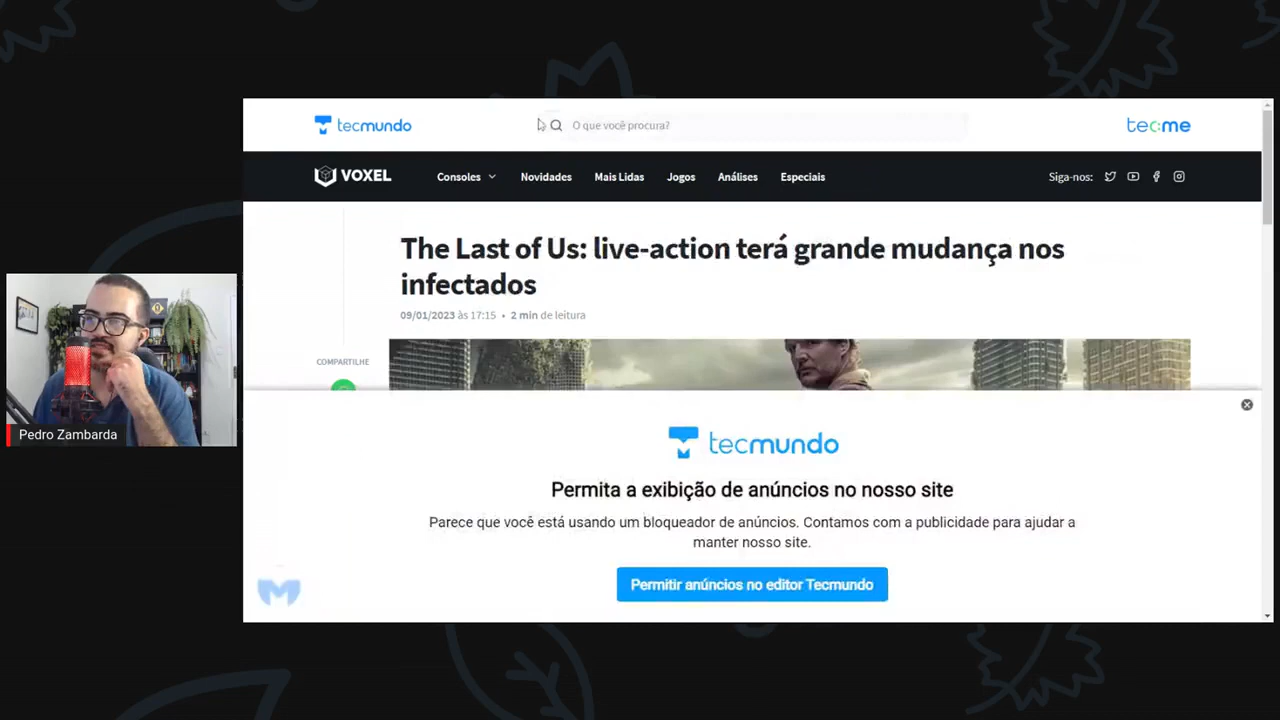 tecmundo
O que você procura?
tec:me
VOXEL
Consoles
Novidades
Mais Lidas
Jogos
Análises
Especiais
Siga-nos:
The Last of Us: live-action terá grande mudança nos
infectados
09/01/2023 às 17:15 • 2 min de leitura
COMPARTILHE
Pedro Zambarda
tecmundo
Permita a exibição de anúncios no nosso site
Parece que você está usando um bloqueador de anúncios. Contamos com a publicidade para ajudar a
manter nosso site.
Permitir anúncios no editor Tecmundo